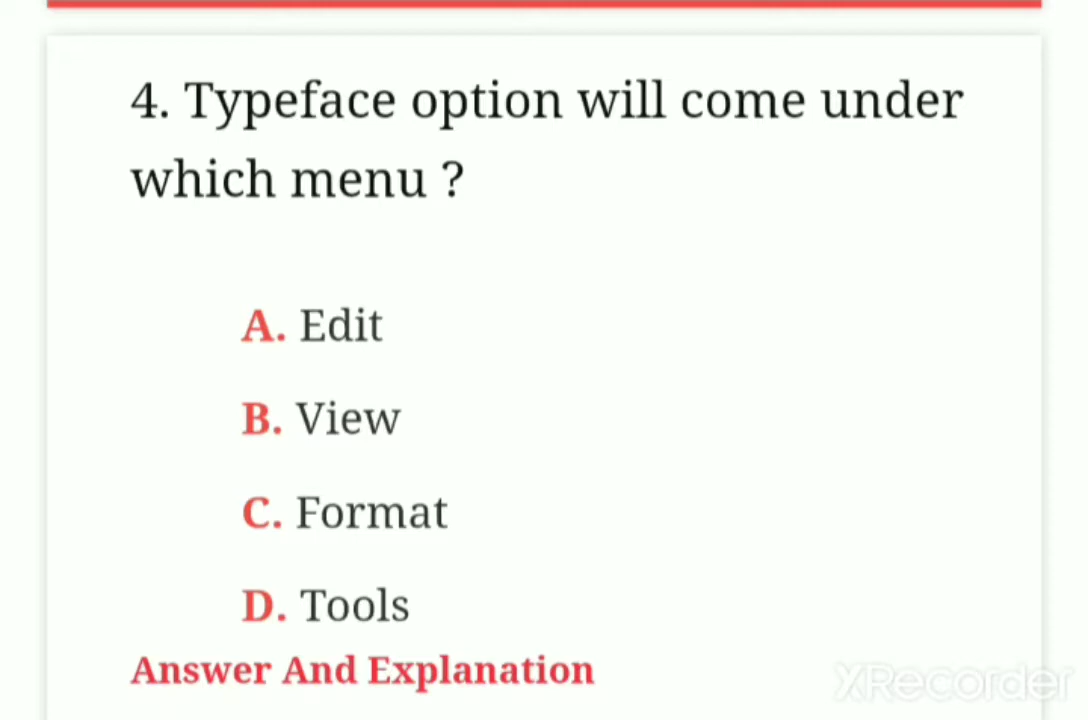 4. Typeface option will come under
which menu ?
A. Edit
B. View
C. Format
D. Tools
Answer And Explanation
XRecorder